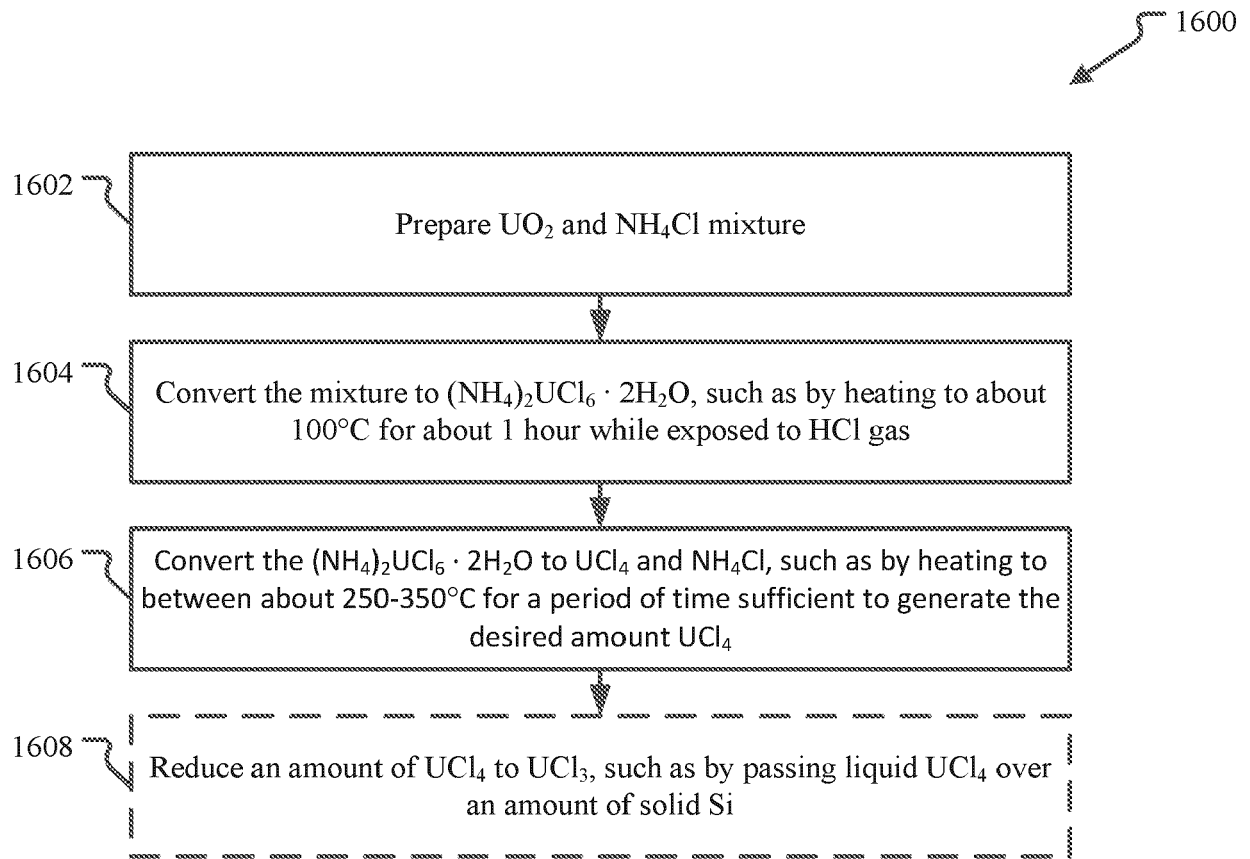 1600
1602
Prepare UO₂ and NH₄Cl mixture
1604
Convert the mixture to (NH₄)₂UCl₆ · 2H₂O, such as by heating to about
100°C for about 1 hour while exposed to HCl gas
1606
Convert the (NH₄)₂UCl₆ · 2H₂O to UCl₄ and NH₄Cl, such as by heating to
between about 250-350°C for a period of time sufficient to generate the
desired amount UCl₄
1608
Reduce an amount of UCl₄ to UCl₃, such as by passing liquid UCl₄ over
an amount of solid Si